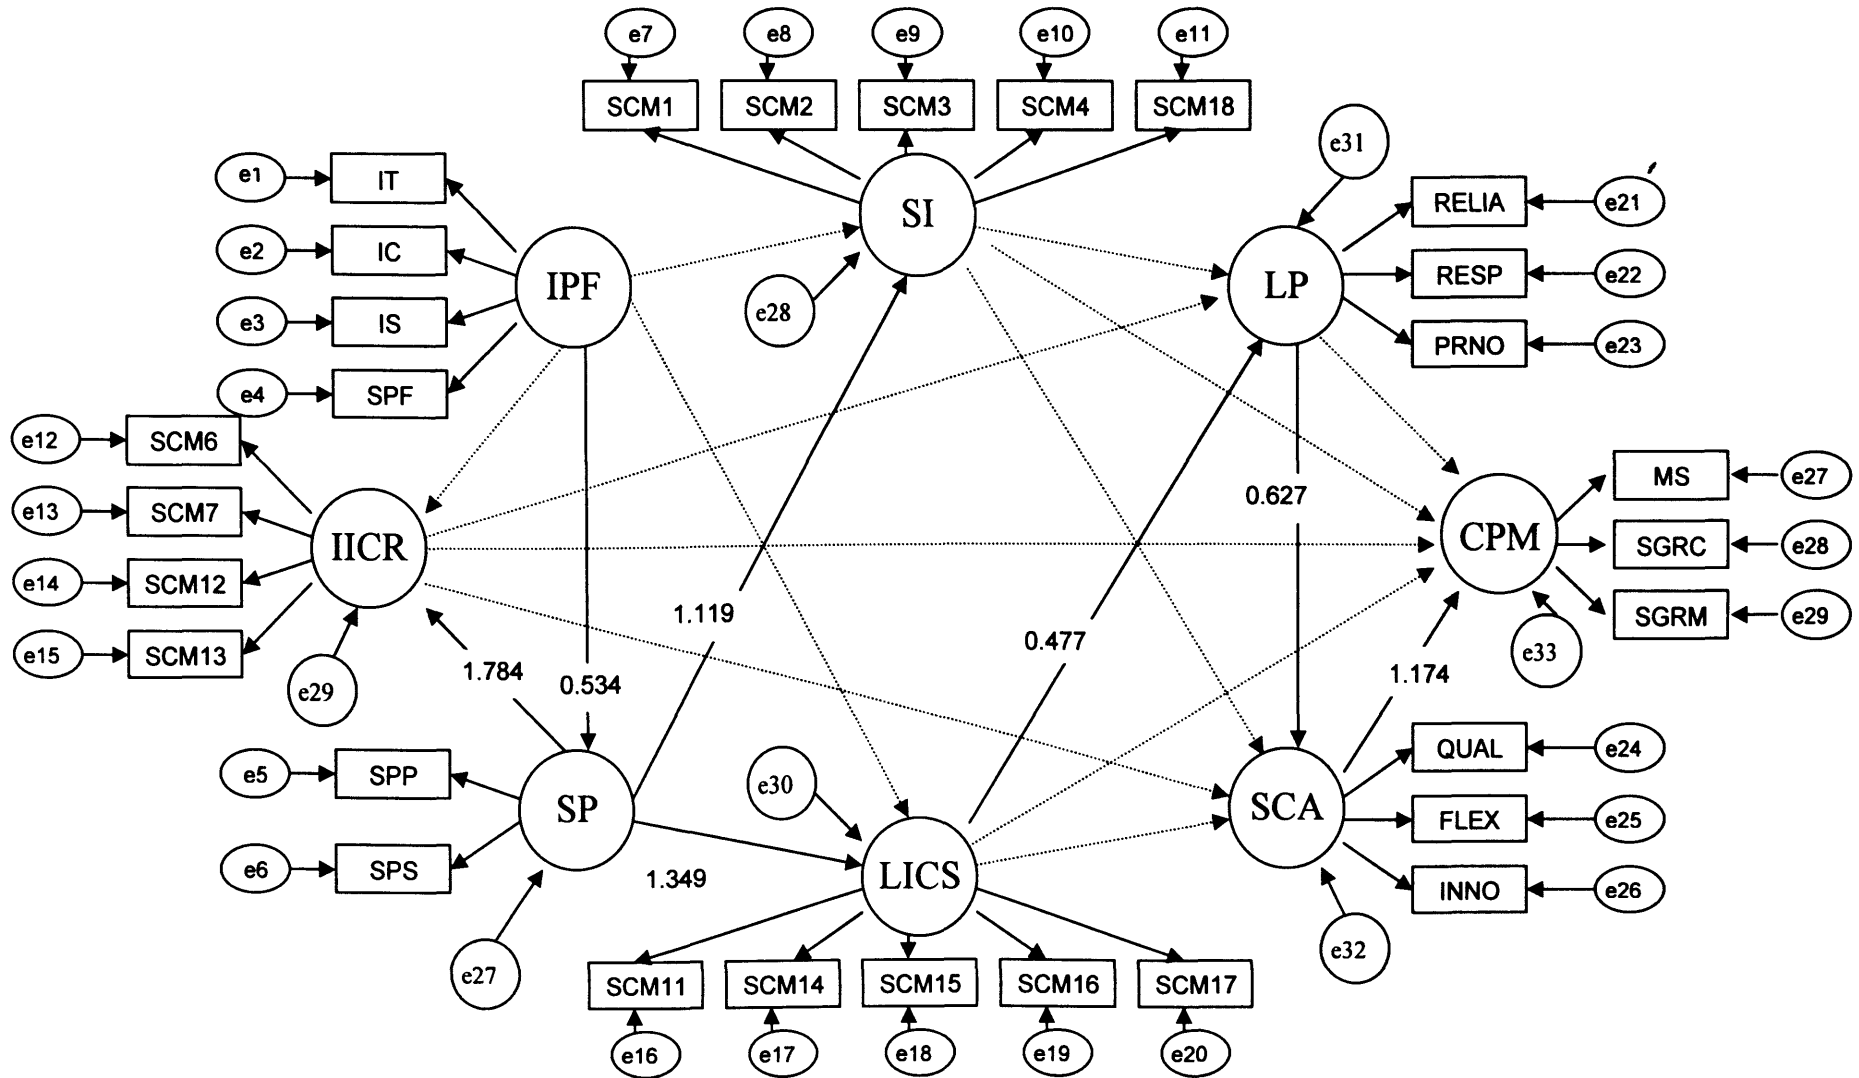 e7 e8 e9 e10 e11
SCM1 SCM2 SCM3 SCM4 SCM18
e31
e1 IT
RELIA e21
SI
e2 IC
IPF
LP
RESP e22
e28
e3 IS
PRNO e23
e4 SPF
e12 SCM6
MS e27
0.627
e13 SCM7
IICR
CPM
SGRC e28
e14 SCM12
1.119
SGRM e29
0.477
e15 SCM13
e33
1.784
1.174
e29
0.534
QUAL e24
e5 SPP
e30
SP
SCA
FLEX e25
e6 SPS
1.349
LICS
INNO e26
e32
e27
SCM11 SCM14 SCM15 SCM16 SCM17
e16 e17 e18 e19 e20